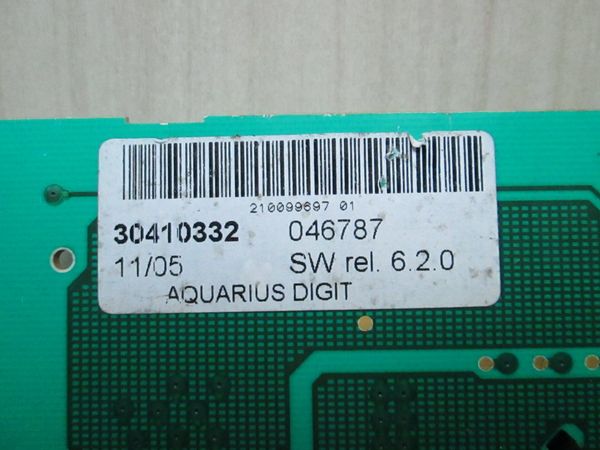 210099697 01
30410332 046787
11/05 SW rel. 6.2.0
AQUARIUS DIGIT